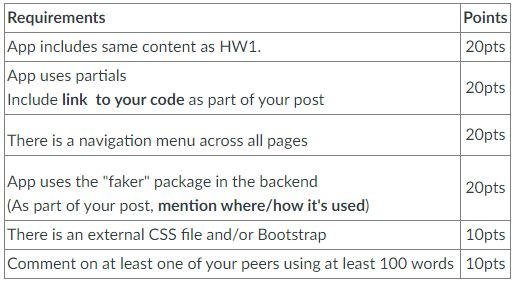 Requirements Points
App includes same content as HW1. 20pts
App uses partials
Include link to your code as part of your post 20pts
There is a navigation menu across all pages 20pts
App uses the "faker" package in the backend
(As part of your post, mention where/how it's used) 20pts
There is an external CSS file and/or Bootstrap 10pts
Comment on at least one of your peers using at least 100 words 10pts